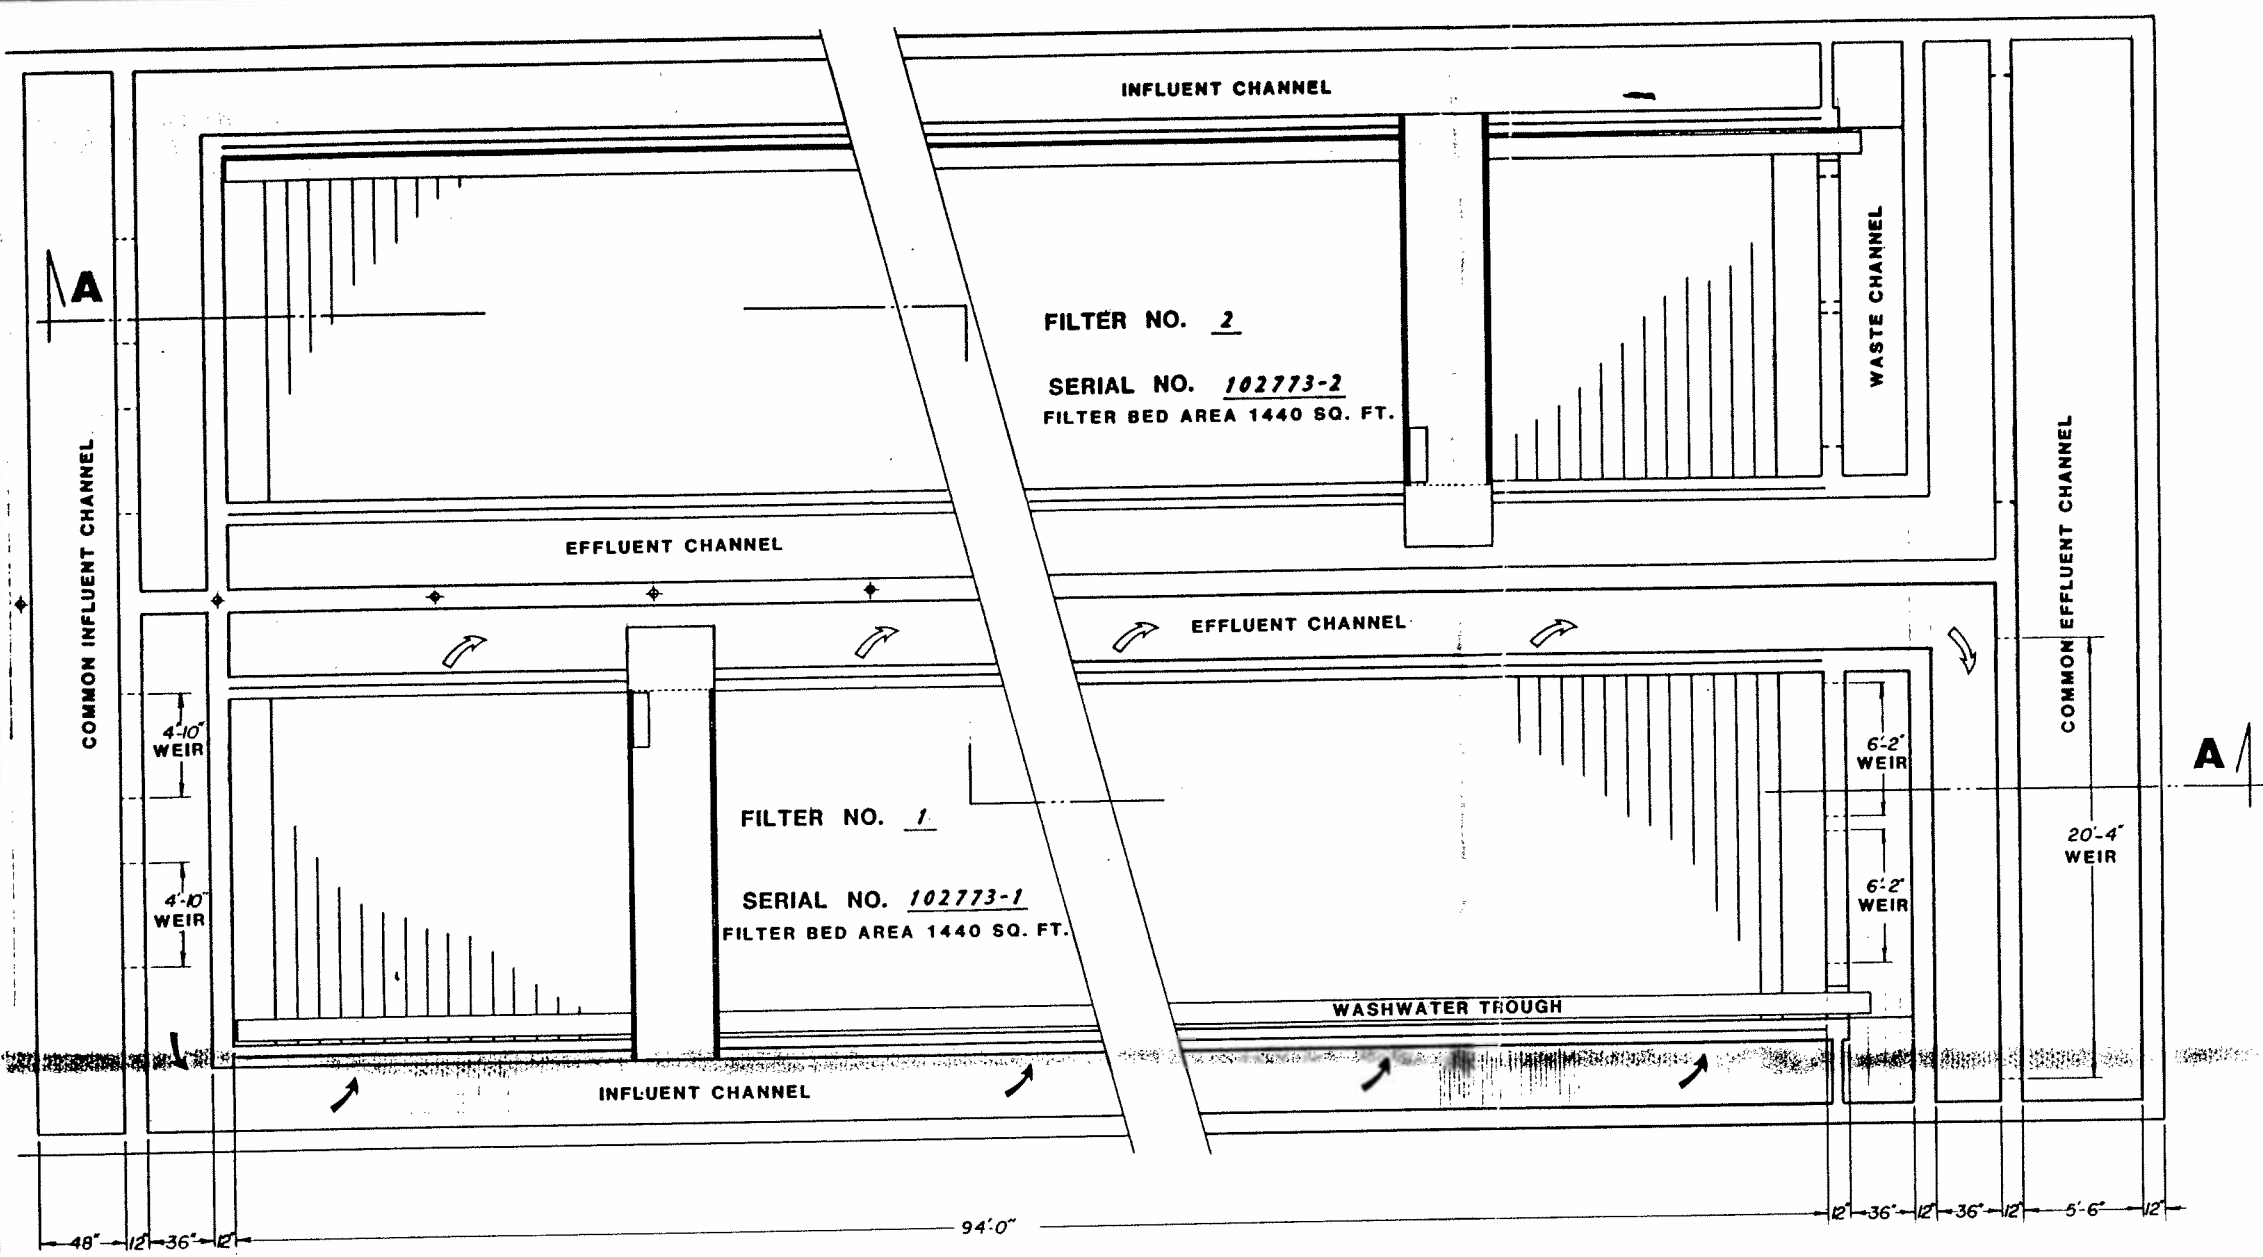 INFLUENT CHANNEL
A
FILTER NO. 2
SERIAL NO. 102773-2
FILTER BED AREA 1440 SQ. FT.
WASTE CHANNEL
COMMON INFLUENT CHANNEL
EFFLUENT CHANNEL
EFFLUENT CHANNEL
COMMON EFFLUENT CHANNEL
4'-10"
WEIR
6'-2"
WEIR
A
FILTER NO. 1
20'-4"
WEIR
4'-10"
WEIR
6'-2"
WEIR
SERIAL NO. 102773-1
FILTER BED AREA 1440 SQ. FT.
WASHWATER TROUGH
INFLUENT CHANNEL
48" 12" 36" 12" 94'-0" 12" 36" 12" 36" 12" 5'-6" 12"